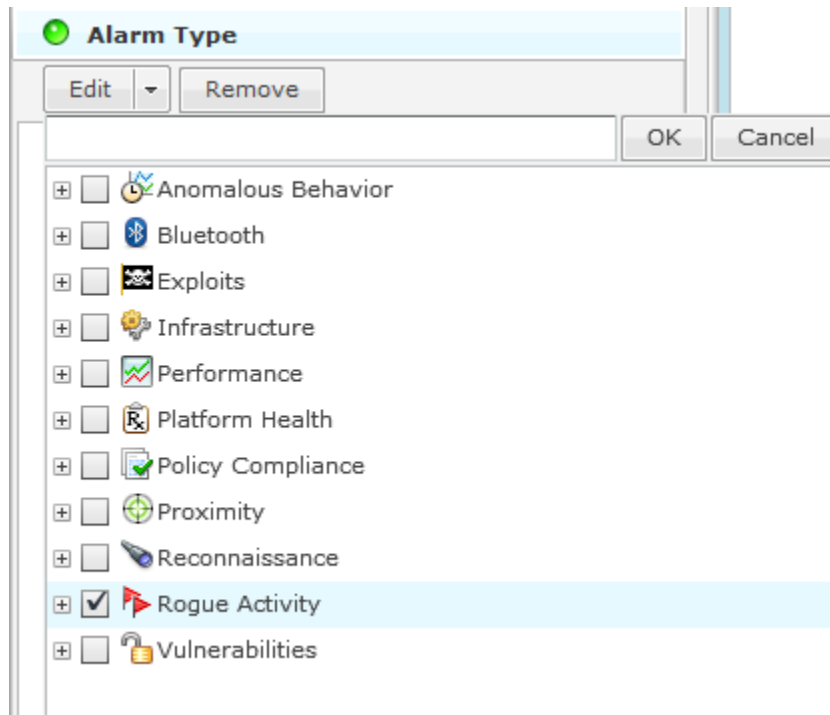 Alarm Type
Edit Remove
OK Cancel
Anomalous Behavior
Bluetooth
Exploits
Infrastructure
Performance
Platform Health
Policy Compliance
Proximity
Reconnaissance
Rogue Activity
Vulnerabilities